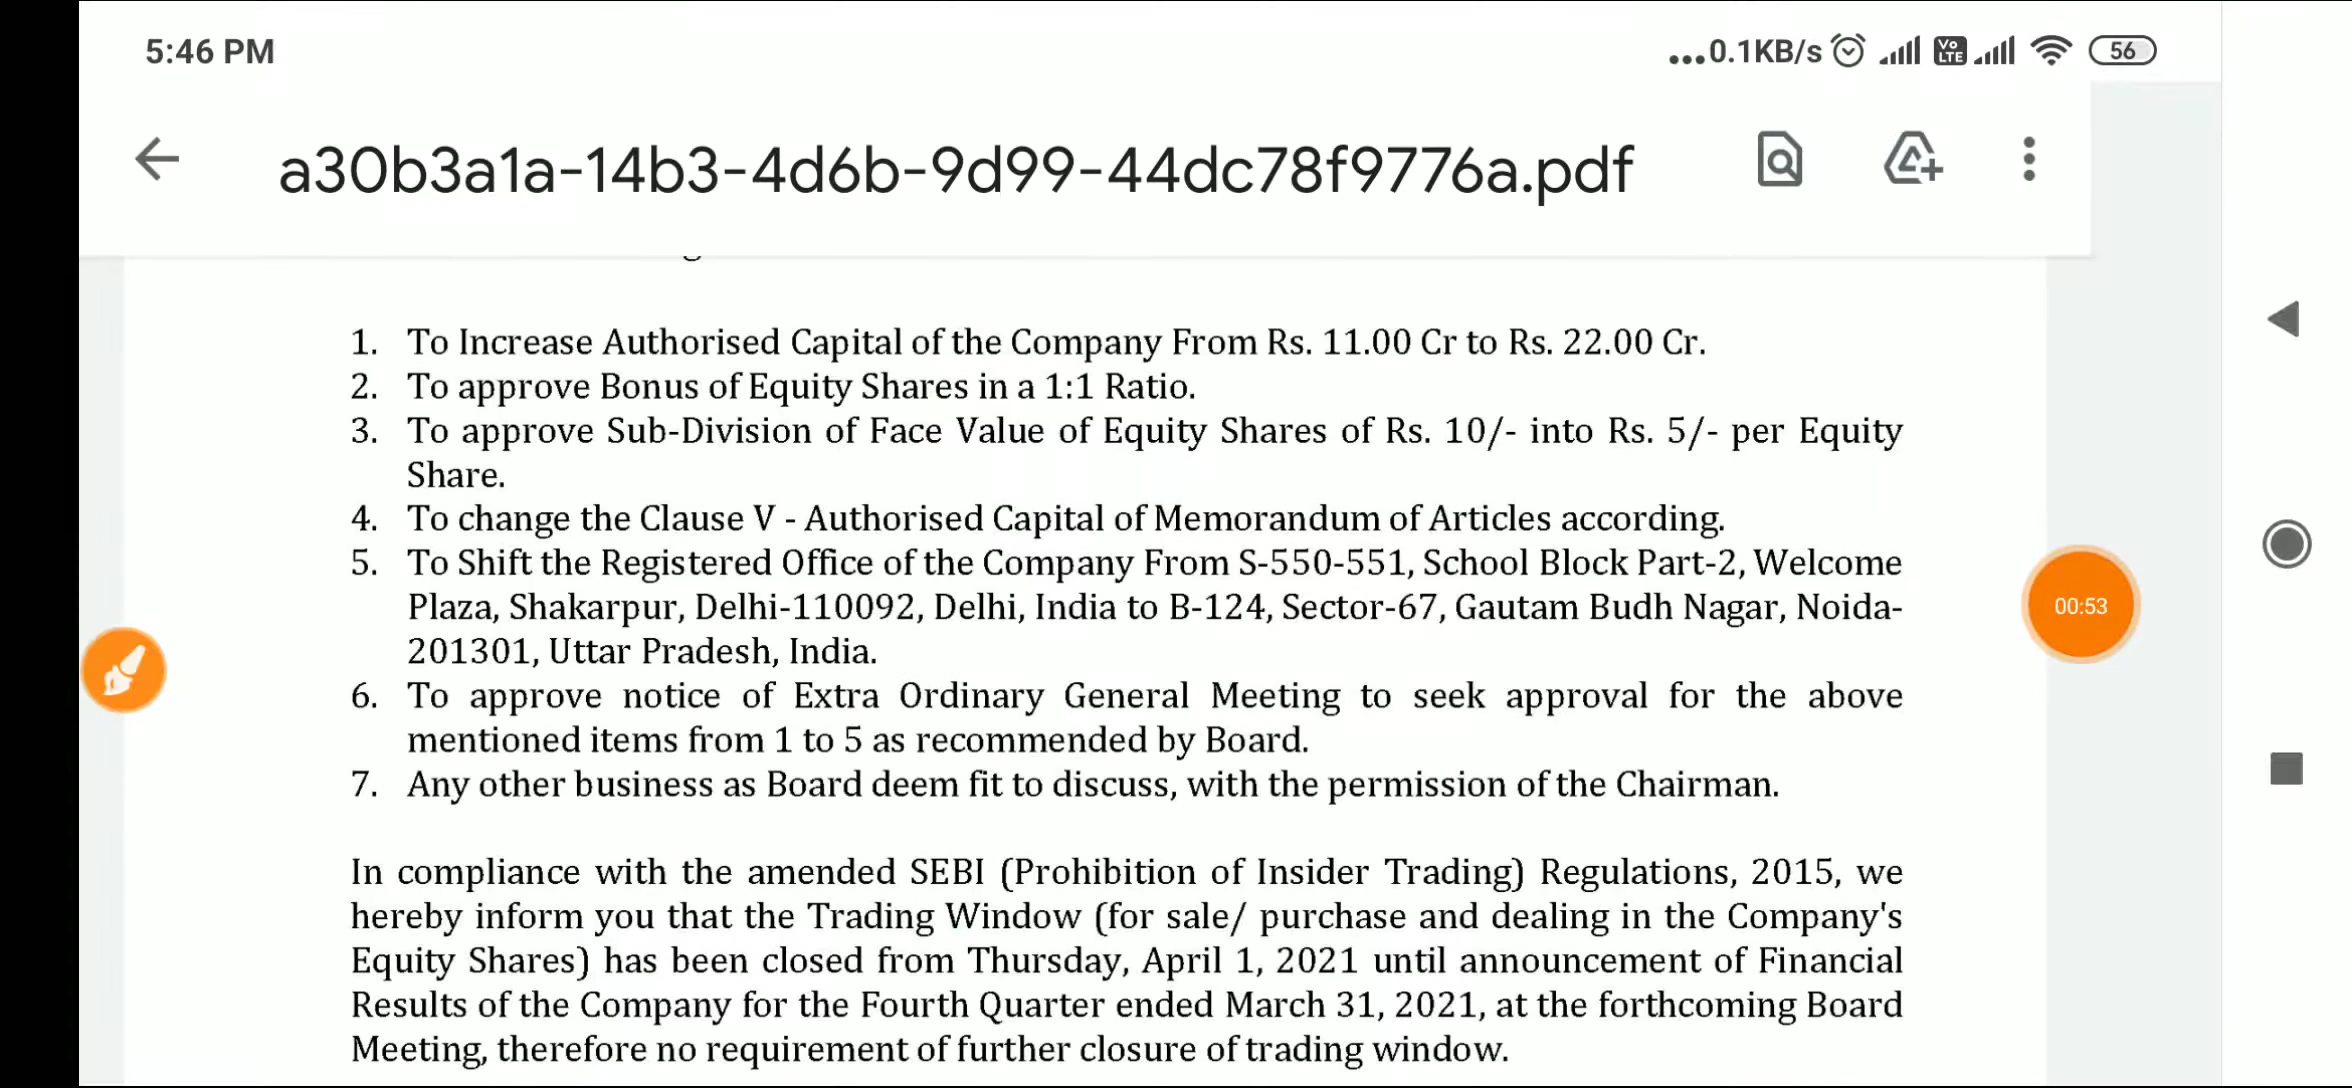 5:46 PM
...0.1KB/s Vo LTE 56
a30b3a1a-14b3-4d6b-9d99-44dc78f9776a.pdf
1. To Increase Authorised Capital of the Company From Rs. 11.00 Cr to Rs. 22.00 Cr.
2. To approve Bonus of Equity Shares in a 1:1 Ratio.
3. To approve Sub-Division of Face Value of Equity Shares of Rs. 10/- into Rs. 5/- per Equity
Share.
4. To change the Clause V - Authorised Capital of Memorandum of Articles according.
5. To Shift the Registered Office of the Company From S-550-551, School Block Part-2, Welcome
Plaza, Shakarpur, Delhi-110092, Delhi, India to B-124, Sector-67, Gautam Budh Nagar, Noida-
201301, Uttar Pradesh, India.
00:53
6. To approve notice of Extra Ordinary General Meeting to seek approval for the above
mentioned items from 1 to 5 as recommended by Board.
7. Any other business as Board deem fit to discuss, with the permission of the Chairman.
In compliance with the amended SEBI (Prohibition of Insider Trading) Regulations, 2015, we
hereby inform you that the Trading Window (for sale/ purchase and dealing in the Company's
Equity Shares) has been closed from Thursday, April 1, 2021 until announcement of Financial
Results of the Company for the Fourth Quarter ended March 31, 2021, at the forthcoming Board
Meeting, therefore no requirement of further closure of trading window.